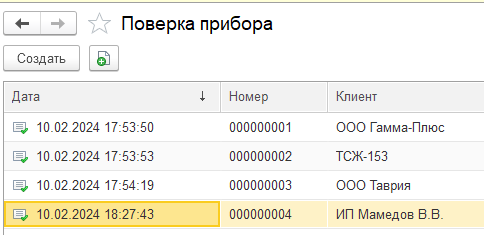 Поверка прибора
Создать
Дата ↓ Номер Клиент
10.02.2024 17:53:50 000000001 ООО Гамма-Плюс
10.02.2024 17:53:53 000000002 ТСЖ-153
10.02.2024 17:54:19 000000003 ООО Таврия
10.02.2024 18:27:43 000000004 ИП Мамедов В.В.